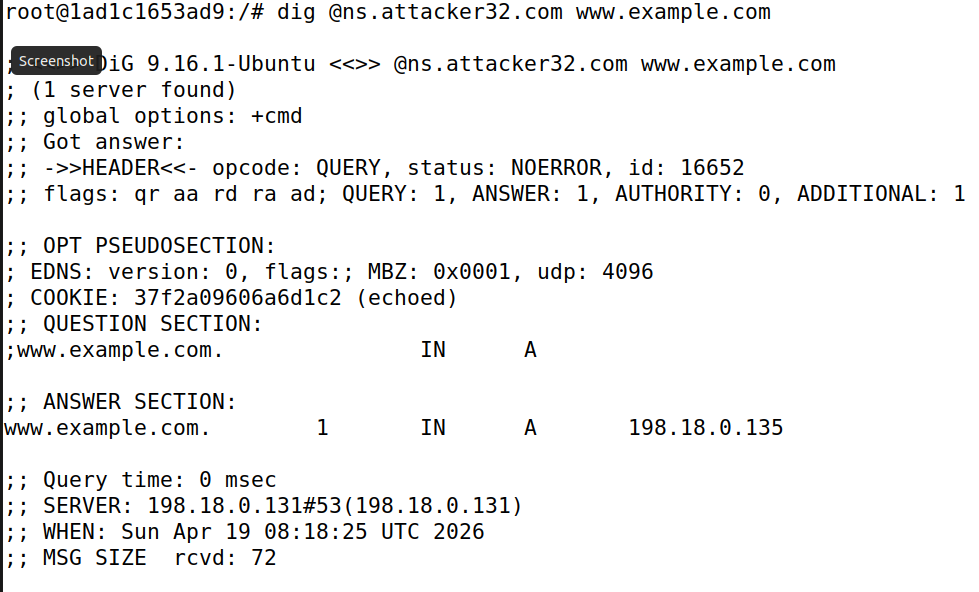 root@1ad1c1653ad9:/# dig @ns.attacker32.com www.example.com
Screenshot
; DiG 9.16.1-Ubuntu <<>> @ns.attacker32.com www.example.com
; (1 server found)
;; global options: +cmd
;; Got answer:
;; ->>HEADER<<- opcode: QUERY, status: NOERROR, id: 16652
;; flags: qr aa rd ra ad; QUERY: 1, ANSWER: 1, AUTHORITY: 0, ADDITIONAL: 1
;; OPT PSEUDOSECTION:
; EDNS: version: 0, flags:; MBZ: 0x0001, udp: 4096
; COOKIE: 37f2a09606a6d1c2 (echoed)
;; QUESTION SECTION:
;www.example.com. IN A
;; ANSWER SECTION:
www.example.com. 1 IN A 198.18.0.135
;; Query time: 0 msec
;; SERVER: 198.18.0.131#53(198.18.0.131)
;; WHEN: Sun Apr 19 08:18:25 UTC 2026
;; MSG SIZE rcvd: 72